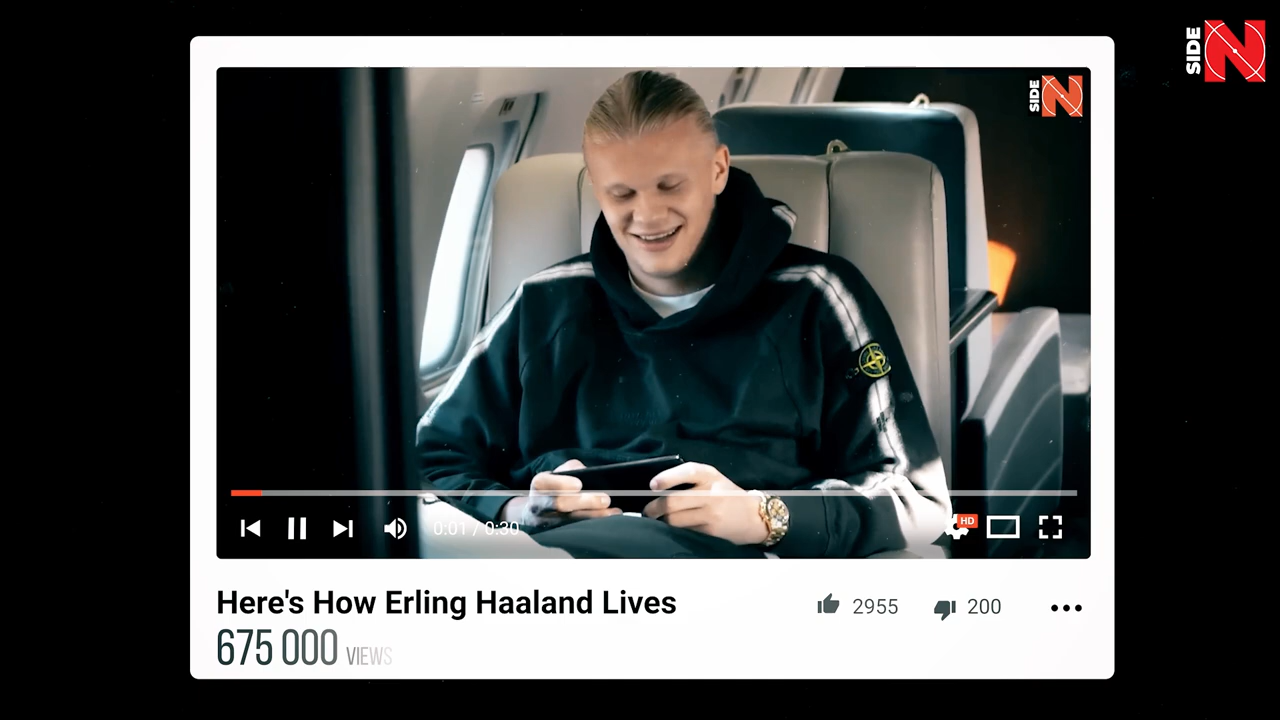 SIDE N
SIDE N
0:01 / 0:30
HD
Here's How Erling Haaland Lives
2955
200
675 000 VIEWS